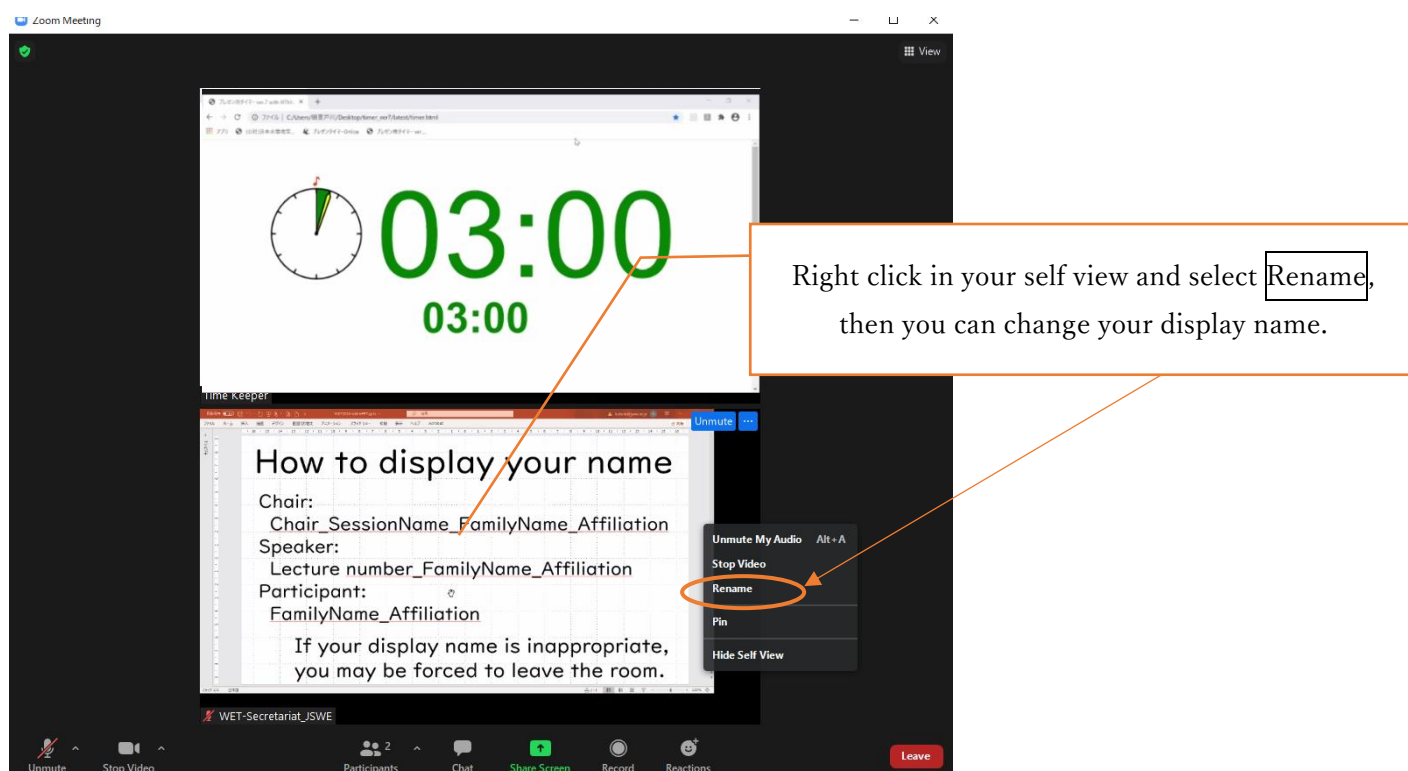 Zoom Meeting
View
03:00
03:00
Time Keeper
Right click in your self view and select Rename,
then you can change your display name.
Unmute ...
How to display your name
Chair:
Chair_SessionName_FamilyName_Affiliation
Speaker:
Lecture number_FamilyName_Affiliation
Participant:
FamilyName_Affiliation
If your display name is inappropriate,
you may be forced to leave the room.
Unmute My Audio Alt+A
Stop Video
Rename
Pin
Hide Self View
WET-Secretariat_JSWE
Unmute Stop Video Participants 2 Chat Share Screen Record Reactions Leave